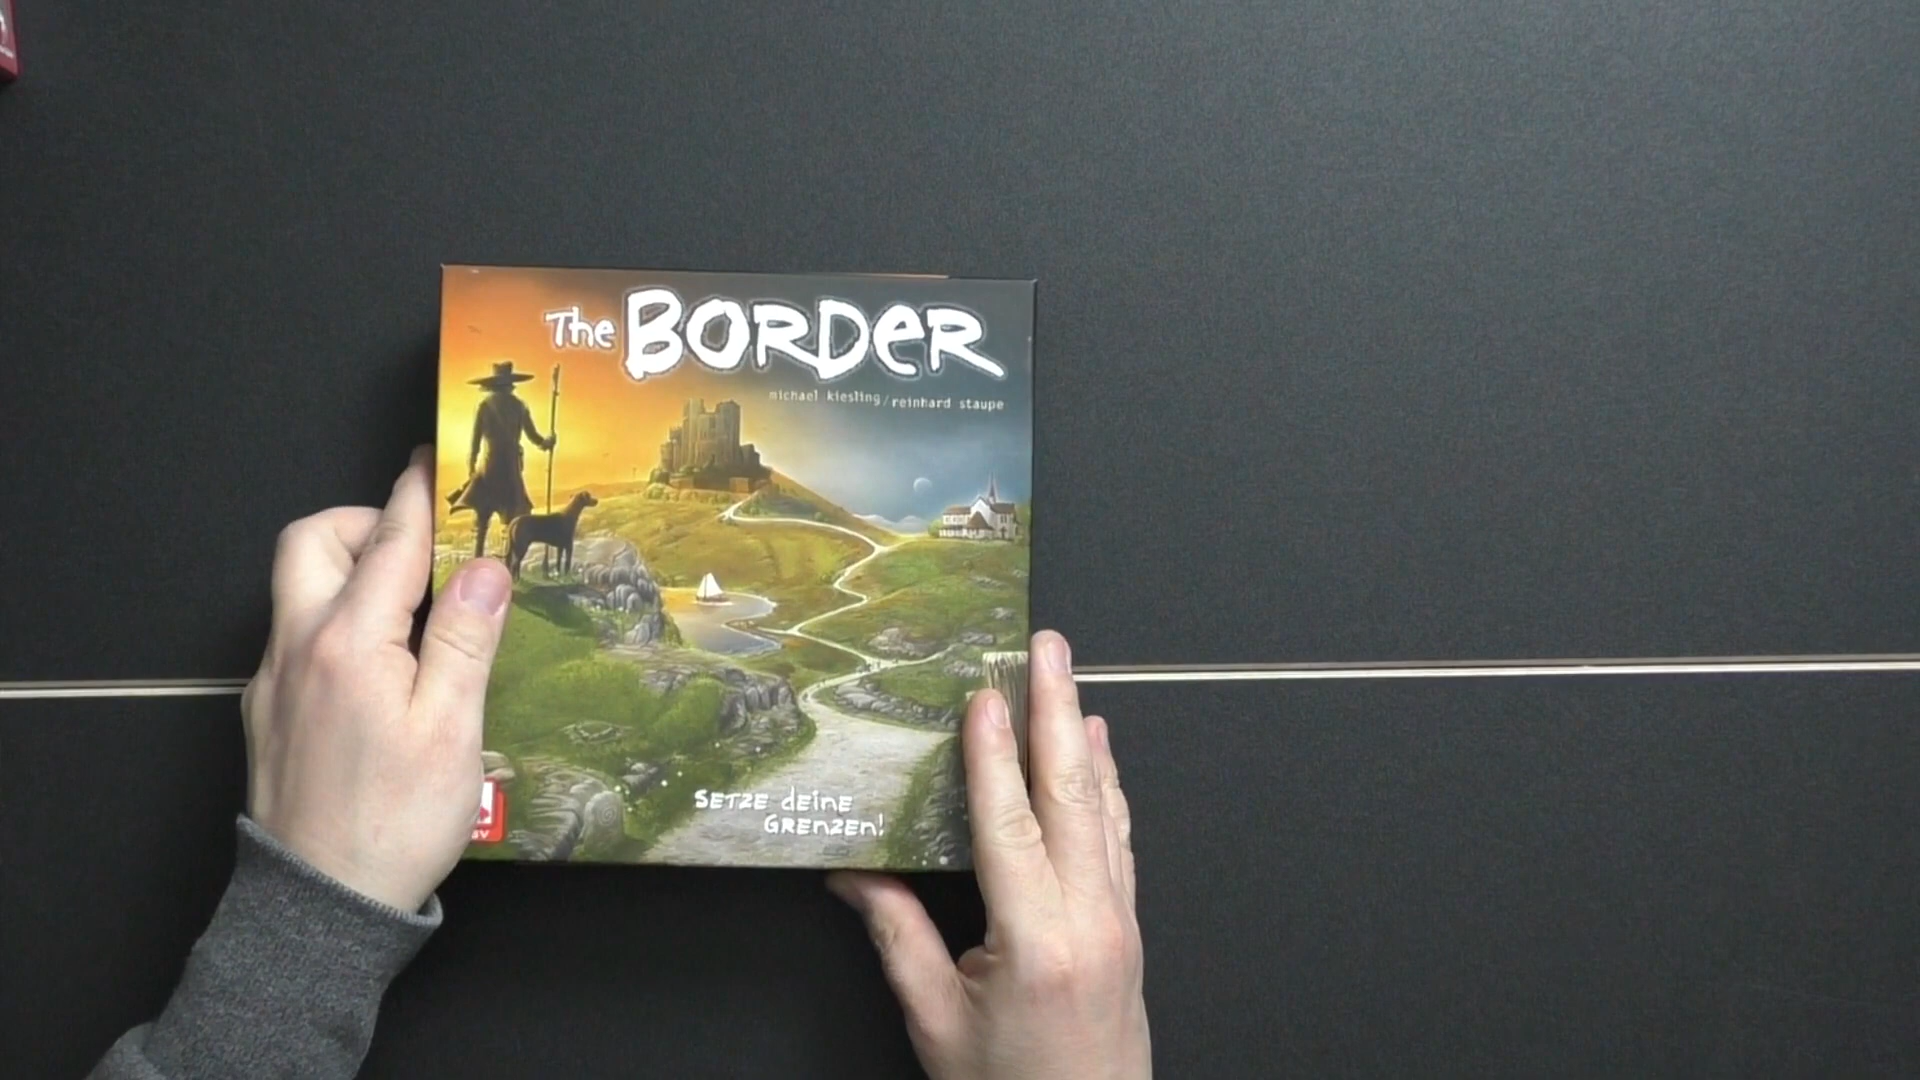 The BORDER
michael kiesling/reinhard staupe
SETZE deine
GRENZEN!